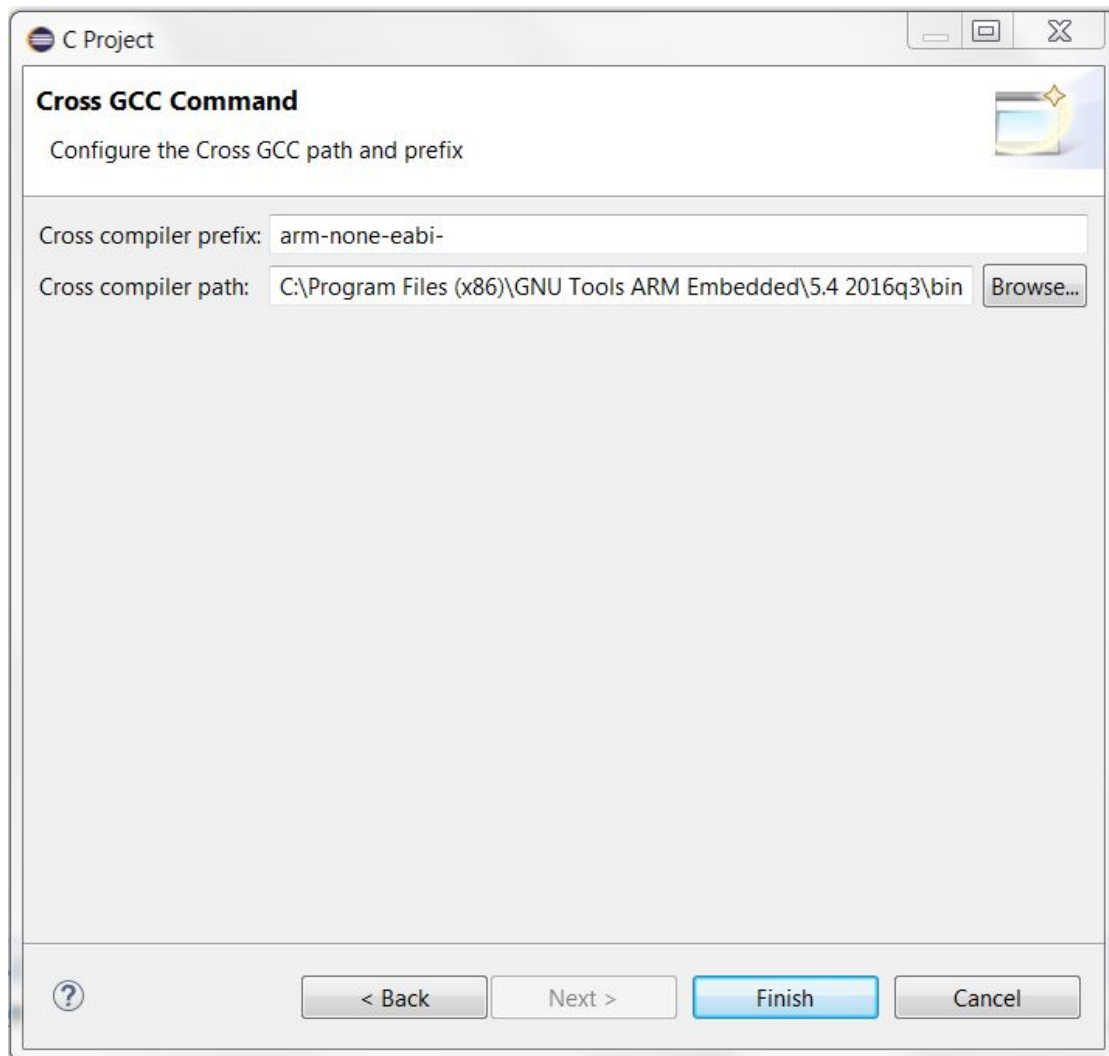 C Project
Cross GCC Command
Configure the Cross GCC path and prefix
Cross compiler prefix: arm-none-eabi-
Cross compiler path: C:\Program Files (x86)\GNU Tools ARM Embedded\5.4 2016q3\bin Browse...
? < Back Next > Finish Cancel